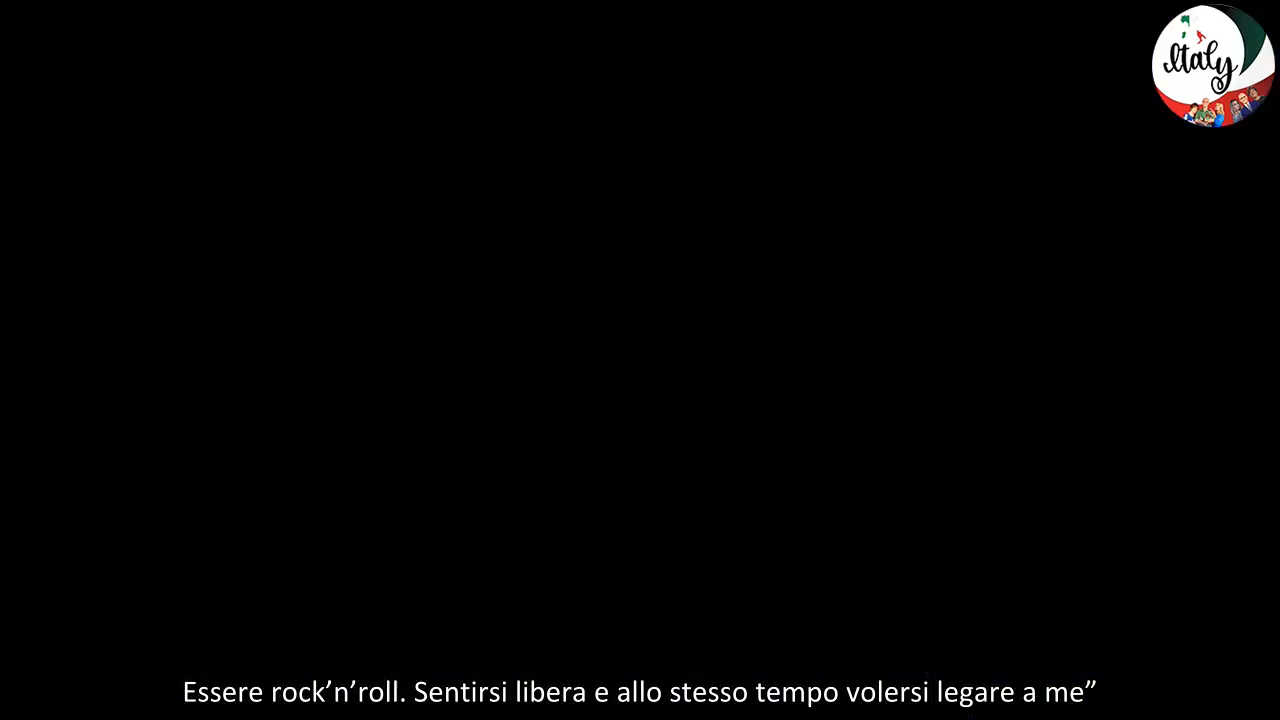 Italy
Essere rock’n’roll. Sentirsi libera e allo stesso tempo volersi legare a me”